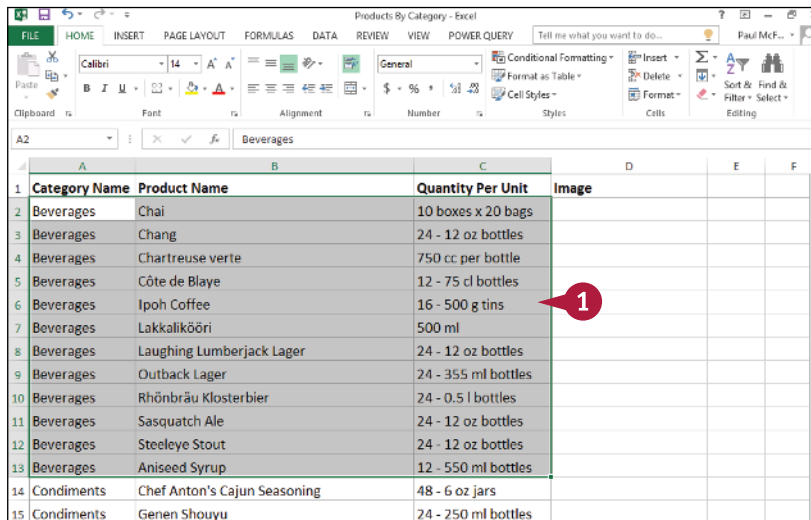 Products By Category - Excel
?
FILE HOME INSERT PAGE LAYOUT FORMULAS DATA REVIEW VIEW POWER QUERY Tell me what you want to do... Paul McF...
Paste
Calibri 14 A A
B I U A
General
$ % ,
Conditional Formatting
Format as Table
Cell Styles
Insert
Delete
Format
Σ
Sort & Filter
Find & Select
Clipboard Font Alignment Number Styles Cells Editing
A2 fx Beverages
A B C D E F
1 Category Name Product Name Quantity Per Unit Image
2 Beverages Chai 10 boxes x 20 bags
3 Beverages Chang 24 - 12 oz bottles
4 Beverages Chartreuse verte 750 cc per bottle
5 Beverages Côte de Blaye 12 - 75 cl bottles
6 Beverages Ipoh Coffee 16 - 500 g tins 1
7 Beverages Lakkalikööri 500 ml
8 Beverages Laughing Lumberjack Lager 24 - 12 oz bottles
9 Beverages Outback Lager 24 - 355 ml bottles
10 Beverages Rhönbräu Klosterbier 24 - 0.5 l bottles
11 Beverages Sasquatch Ale 24 - 12 oz bottles
12 Beverages Steeleye Stout 24 - 12 oz bottles
13 Beverages Aniseed Syrup 12 - 550 ml bottles
14 Condiments Chef Anton's Cajun Seasoning 48 - 6 oz jars
15 Condiments Genen Shouyu 24 - 250 ml bottles